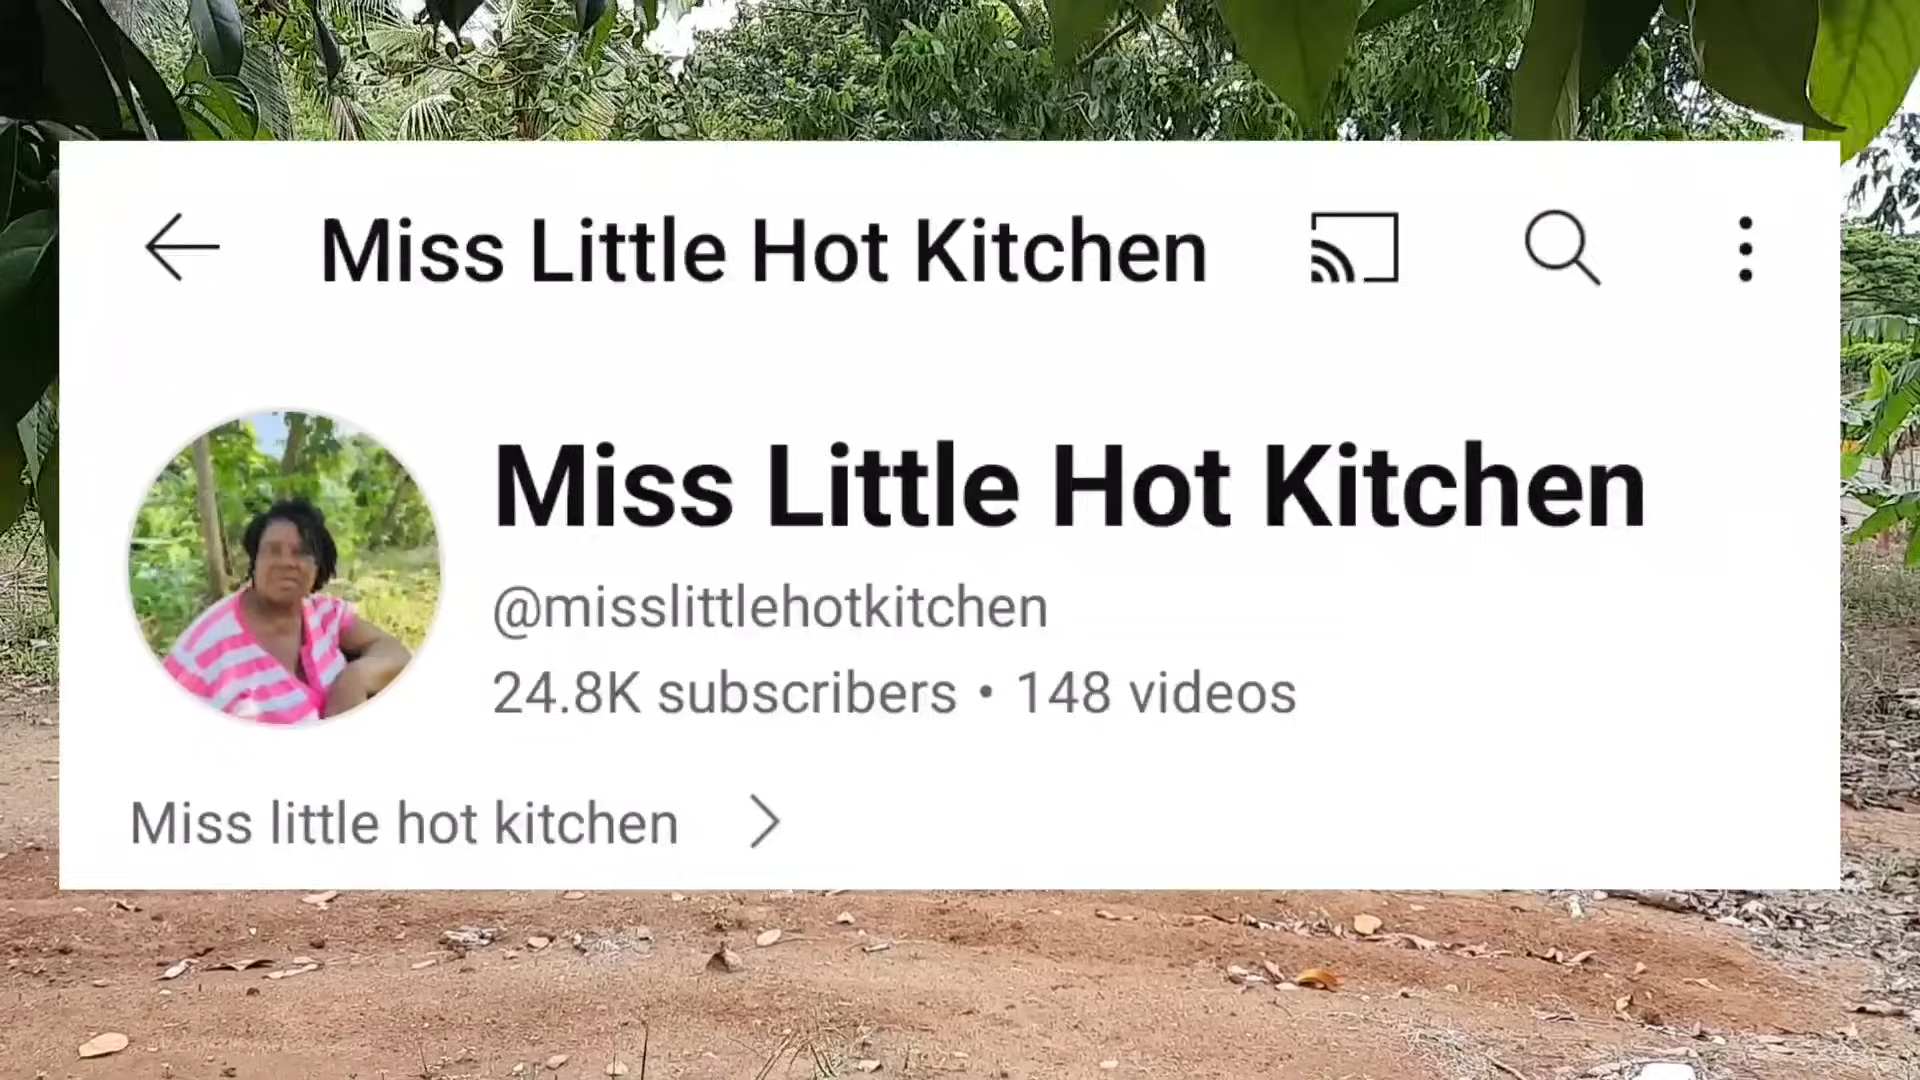 Miss Little Hot Kitchen
Miss Little Hot Kitchen
@misslittlehotkitchen
24.8K subscribers • 148 videos
Miss little hot kitchen